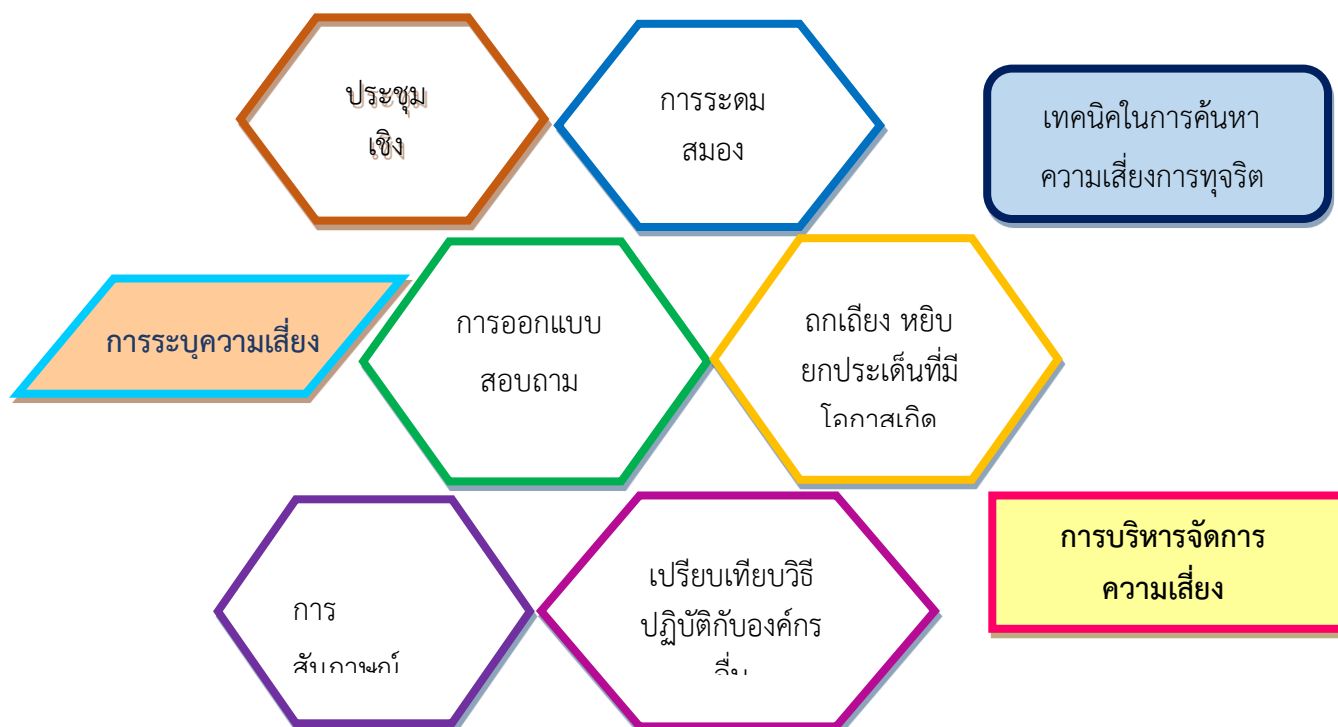 ประชุม
เชิง
การระดม
สมอง
เทคนิคในการค้นหา
ความเสี่ยงการทุจริต
การระบุความเสี่ยง
การออกแบบ
สอบถาม
ถกเถียง หยิบ
ยกประเด็นที่มี
โอกาสเกิด
การ
สัมภาษณ์
เปรียบเทียบวิธี
ปฏิบัติกับองค์กร
อื่น
การบริหารจัดการ
ความเสี่ยง